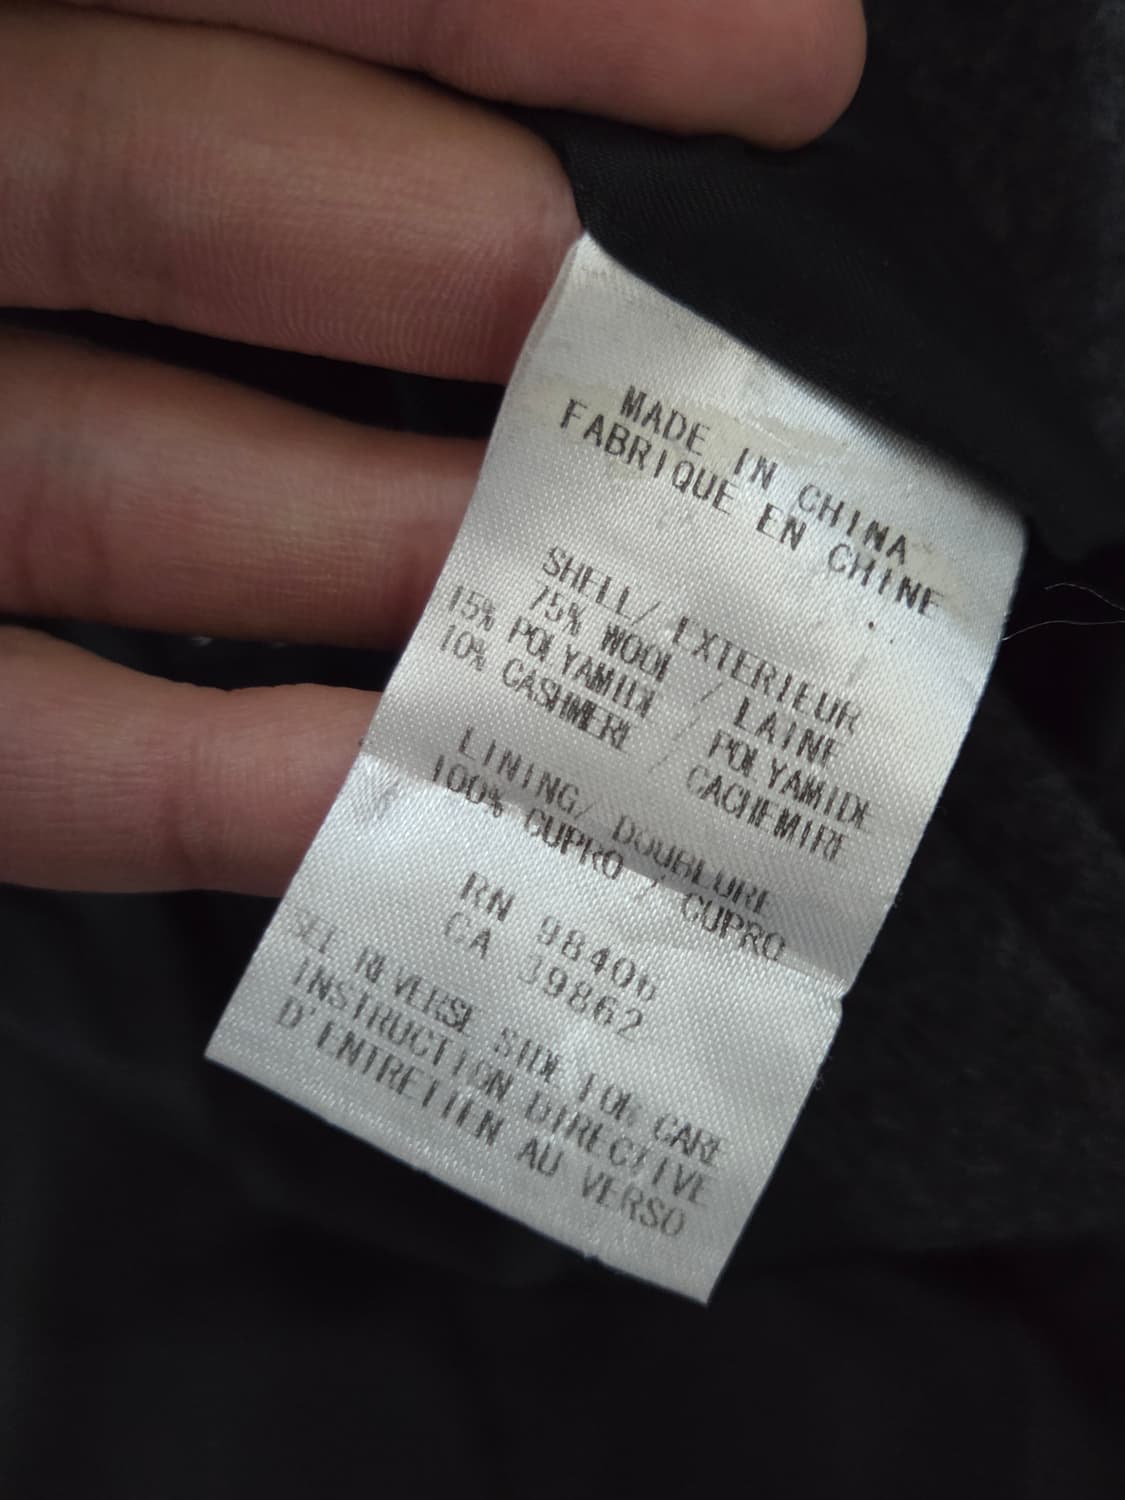 MADE IN CHINA
FABRIQUE EN CHINE
SHELL/ EXTERIEUR
75% WOOL / LAINE
15% POLYAMIDE / POLYAMIDE
10% CASHMERE / CACHEMIRE
LINING/ DOUBLURE
100% CUPRO / CUPRO
RN 98406
CA 39862
SEE REVERSE SIDE FOR CARE
INSTRUCTION DIRECTIVE
D'ENTRETIEN AU VERSO